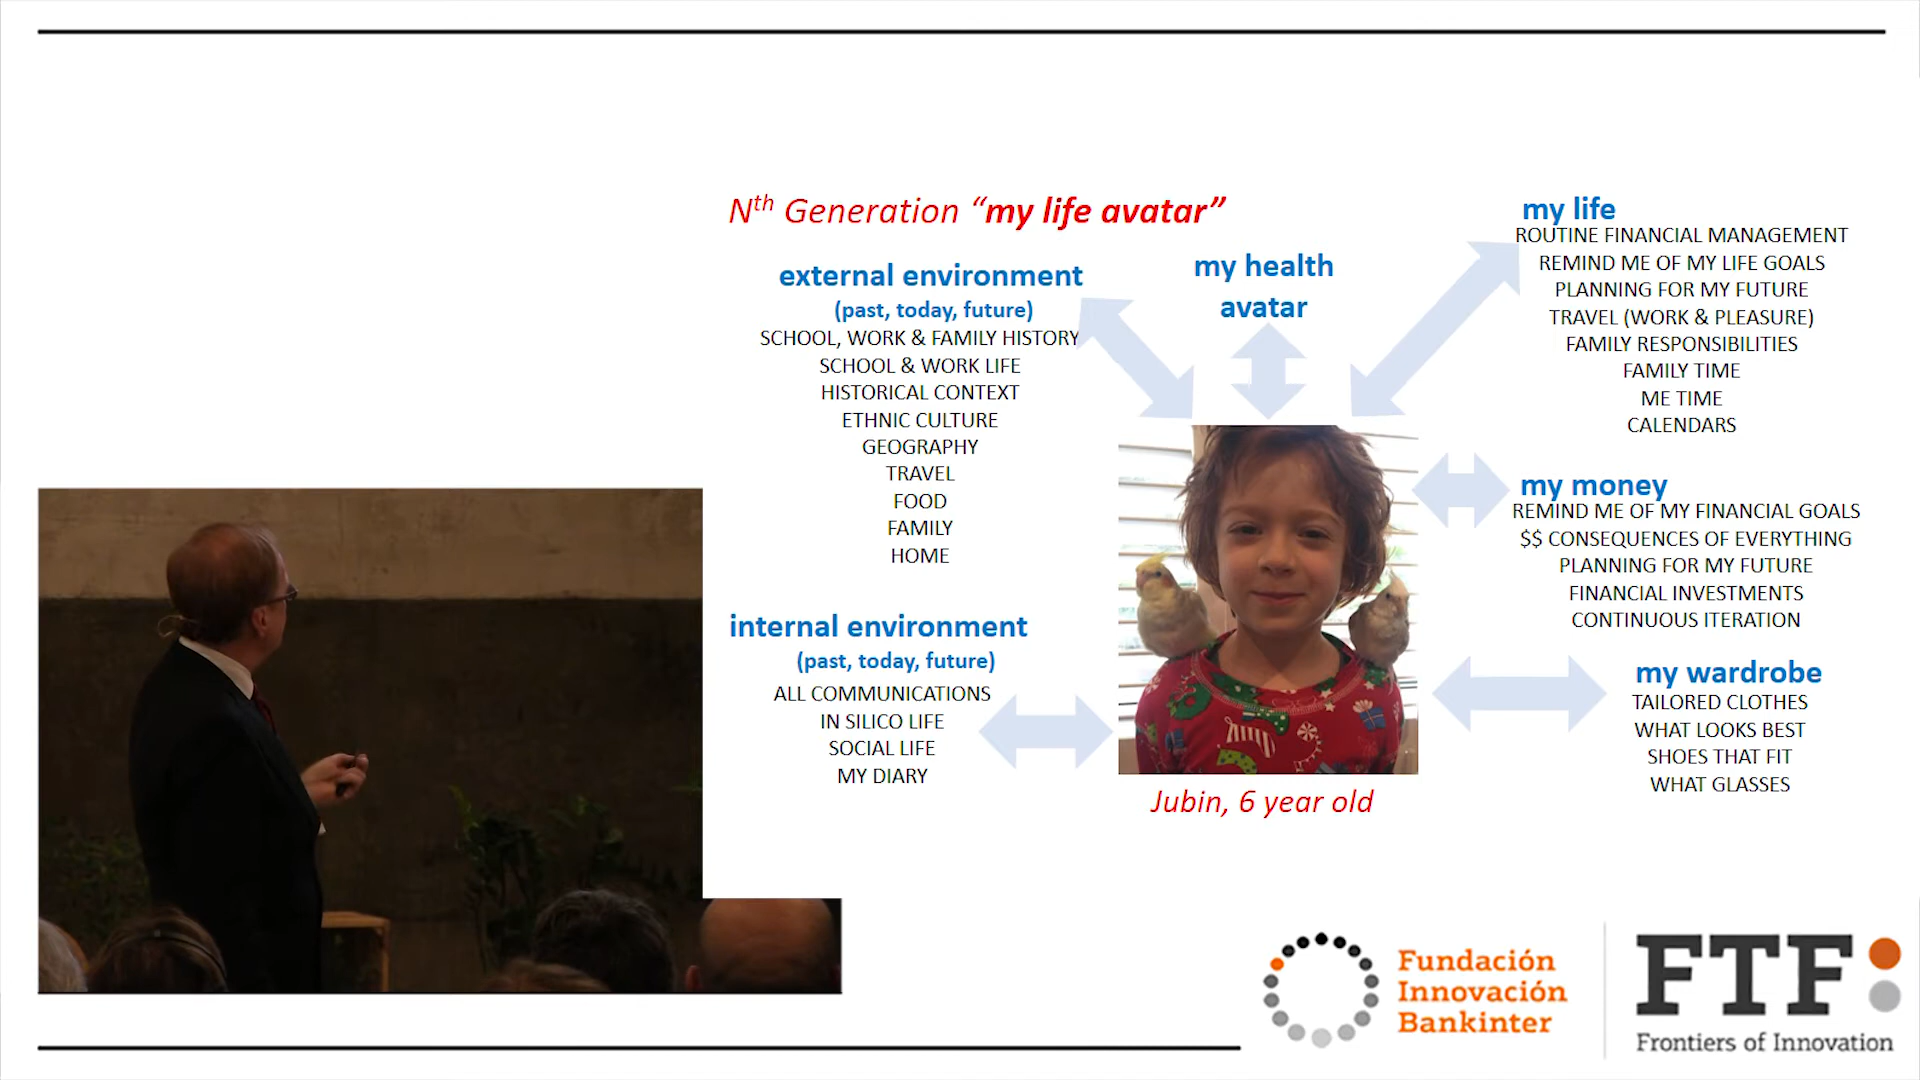 Nth Generation “my life avatar”
external environment
(past, today, future)
SCHOOL, WORK & FAMILY HISTORY
SCHOOL & WORK LIFE
HISTORICAL CONTEXT
ETHNIC CULTURE
GEOGRAPHY
TRAVEL
FOOD
FAMILY
HOME
internal environment
(past, today, future)
ALL COMMUNICATIONS
IN SILICO LIFE
SOCIAL LIFE
MY DIARY
my health
avatar
Jubin, 6 year old
my life
ROUTINE FINANCIAL MANAGEMENT
REMIND ME OF MY LIFE GOALS
PLANNING FOR MY FUTURE
TRAVEL (WORK & PLEASURE)
FAMILY RESPONSIBILITIES
FAMILY TIME
ME TIME
CALENDARS
my money
REMIND ME OF MY FINANCIAL GOALS
$$ CONSEQUENCES OF EVERYTHING
PLANNING FOR MY FUTURE
FINANCIAL INVESTMENTS
CONTINUOUS ITERATION
my wardrobe
TAILORED CLOTHES
WHAT LOOKS BEST
SHOES THAT FIT
WHAT GLASSES
Fundación
Innovación
Bankinter
FTF:
Frontiers of Innovation